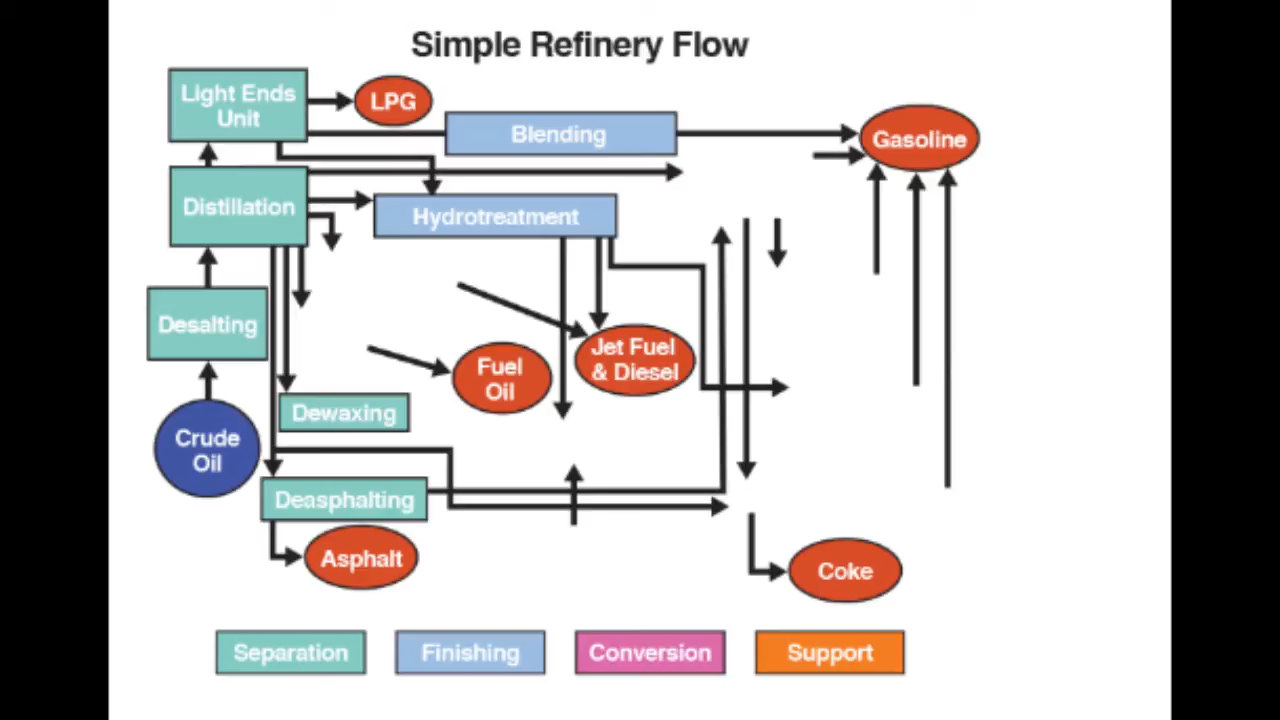 Simple Refinery Flow
Light Ends
Unit
LPG
Blending
Gasoline
Distillation
Hydrotreatment
Desalting
Jet Fuel
& Diesel
Fuel
Oil
Dewaxing
Crude
Oil
Deasphalting
Asphalt
Coke
Separation
Finishing
Conversion
Support